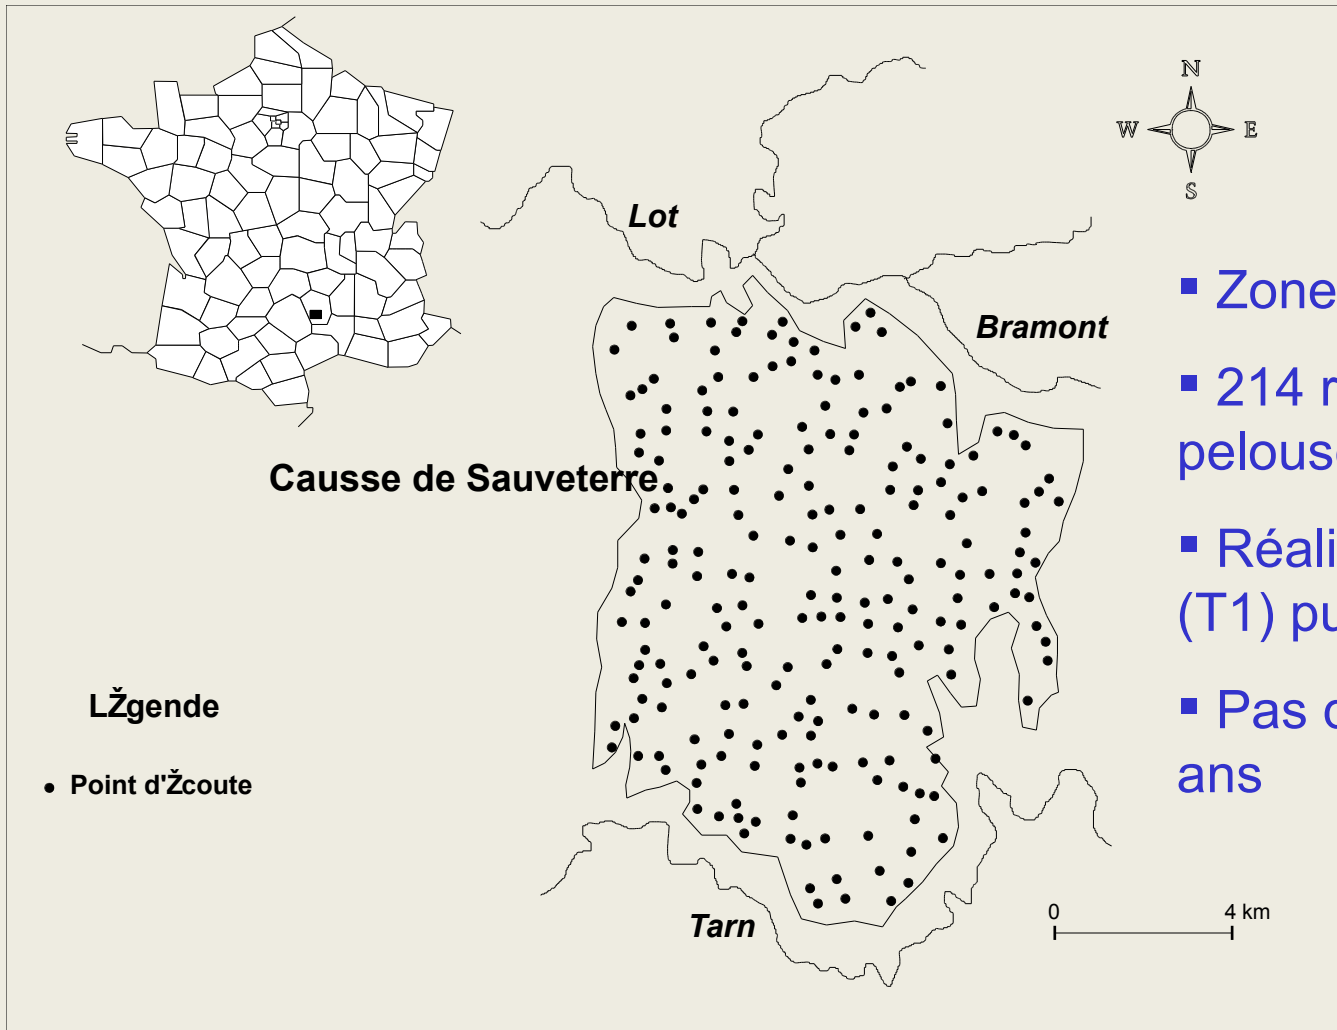 N
W E
S
Lot
Bramont
Causse de Sauveterre
LŽgende
Point d'Žcoute
Tarn
0 4 km
▪ Zone
▪ 214 r
pelous
▪ Réali
(T1) pu
▪ Pas d
ans